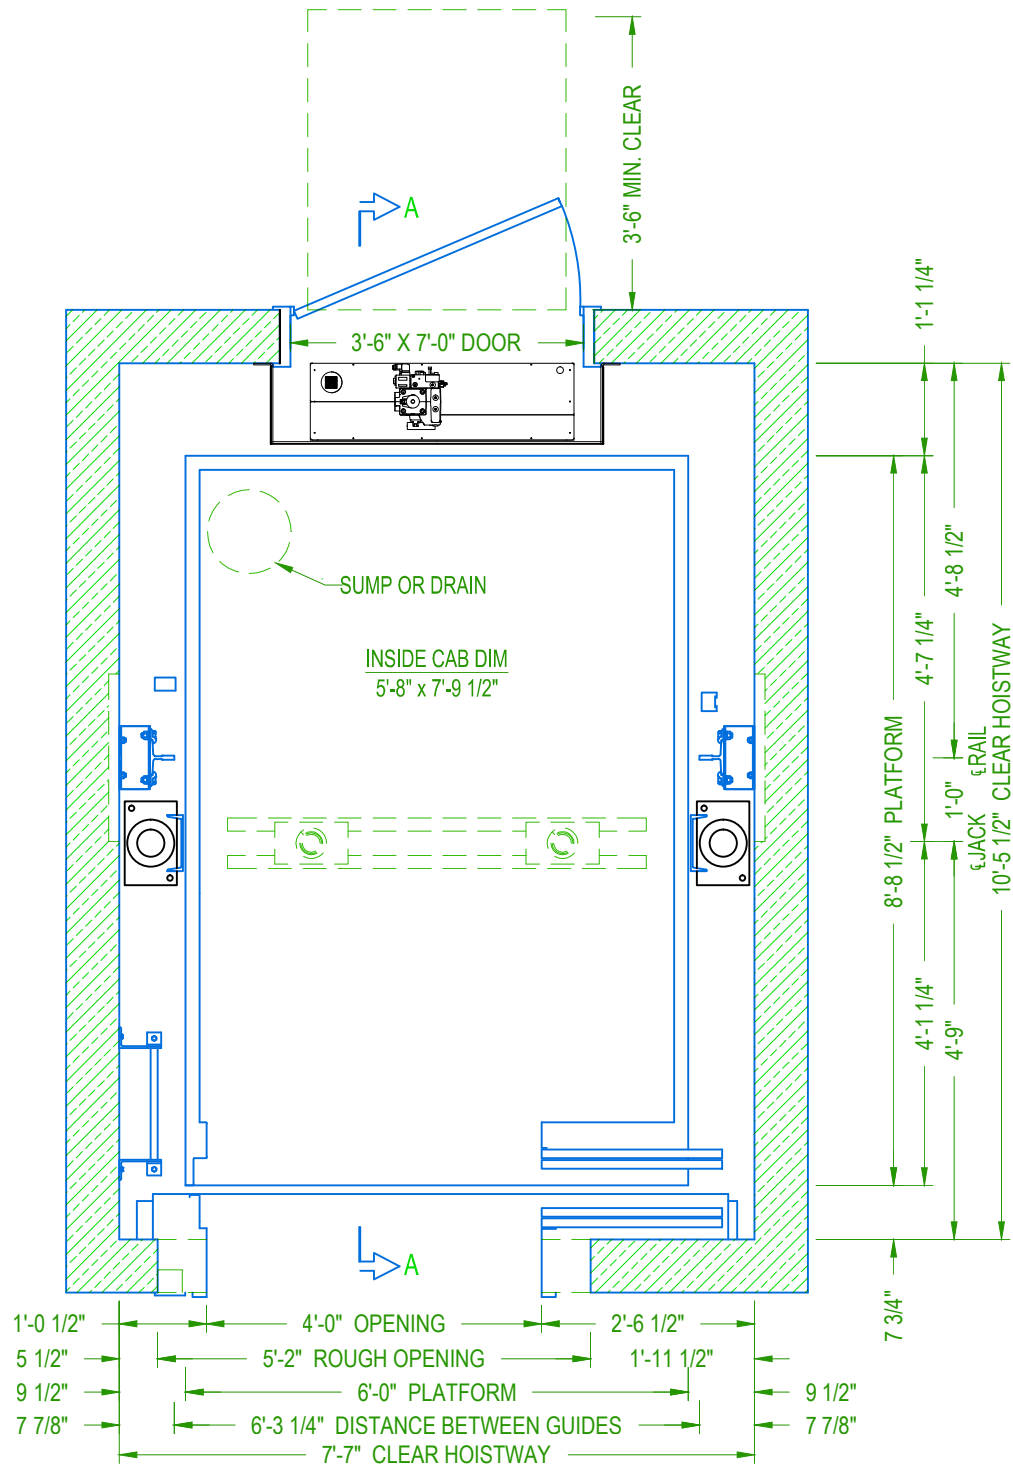 3'-6" MIN. CLEAR
A
1'-1 1/4"
3'-6" X 7'-0" DOOR
SUMP OR DRAIN
INSIDE CAB DIM
5'-8" x 7'-9 1/2"
4'-8 1/2"
4'-7 1/4"
8'-8 1/2" PLATFORM
1'-0"
℄JACK
℄RAIL
10'-5 1/2" CLEAR HOISTWAY
4'-1 1/4"
4'-9"
A
7 3/4"
1'-0 1/2" 4'-0" OPENING 2'-6 1/2"
5 1/2" 5'-2" ROUGH OPENING 1'-11 1/2"
9 1/2" 6'-0" PLATFORM 9 1/2"
7 7/8" 6'-3 1/4" DISTANCE BETWEEN GUIDES 7 7/8"
7'-7" CLEAR HOISTWAY